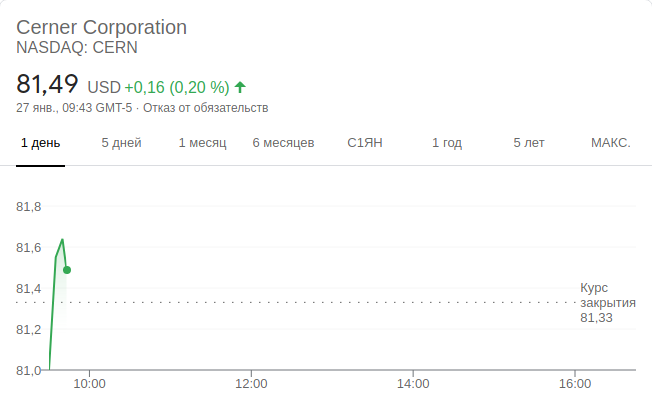 Cerner Corporation
NASDAQ: CERN
81,49 USD +0,16 (0,20 %)
27 янв., 09:43 GMT-5 · Отказ от обязательств
1 день 5 дней 1 месяц 6 месяцев С1ЯН 1 год 5 лет МАКС.
81,8
81,6
81,4
81,2
81,0
Курс
закрытия
81,33
10:00 12:00 14:00 16:00